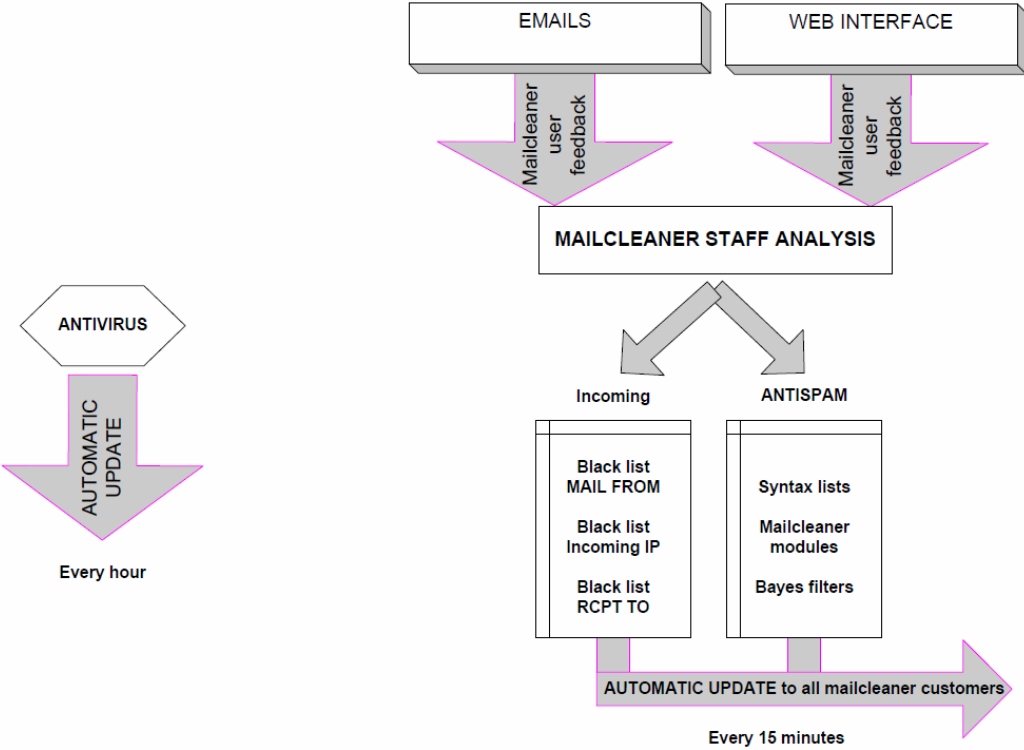 EMAILS
WEB INTERFACE
Mailcleaner
user
feedback
Mailcleaner
user
feedback
MAILCLEANER STAFF ANALYSIS
ANTIVIRUS
AUTOMATIC
UPDATE
Every hour
Incoming
ANTISPAM
Black list
MAIL FROM
Black list
Incoming IP
Black list
RCPT TO
Syntax lists
Mailcleaner
modules
Bayes filters
AUTOMATIC UPDATE to all mailcleaner customers
Every 15 minutes